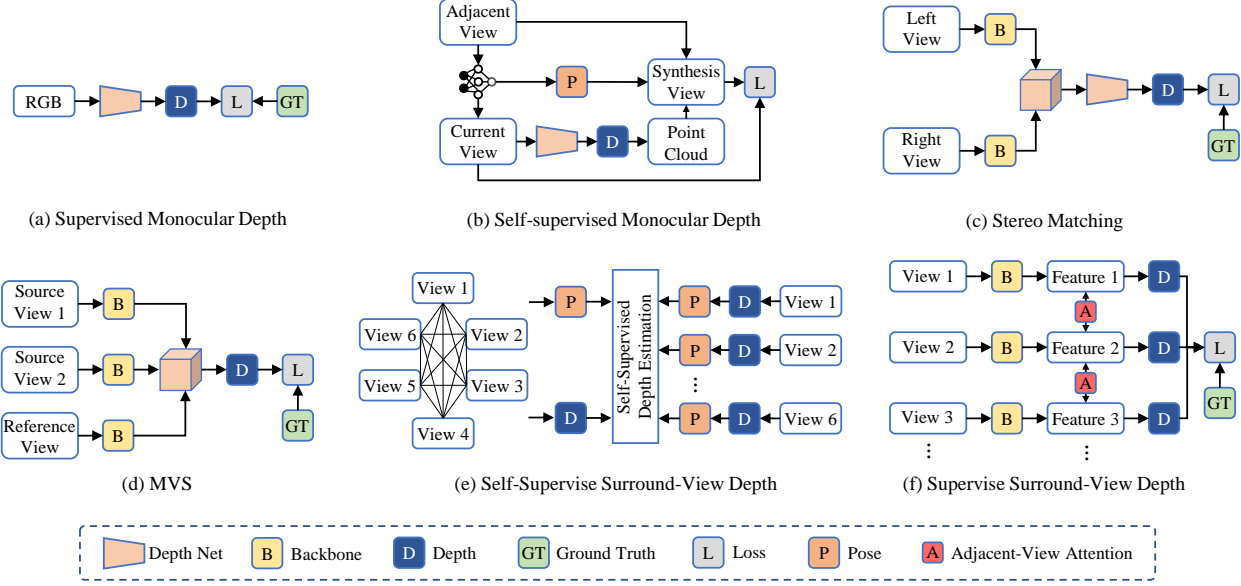 RGB
D
L
GT
(a) Supervised Monocular Depth
Adjacent
View
P
Synthesis
View
L
Current
View
D
Point
Cloud
(b) Self-supervised Monocular Depth
Left
View
B
D
L
Right
View
B
GT
(c) Stereo Matching
Source
View 1
B
Source
View 2
B
D
L
Reference
View
B
GT
(d) MVS
View 1
View 6
View 2
View 5
View 3
View 4
P
D
Self-Supervised
Depth Estimation
P
D
View 1
P
D
View 2
...
P
D
View 6
(e) Self-Supervise Surround-View Depth
View 1
B
Feature 1
D
A
View 2
B
Feature 2
D
L
A
GT
View 3
B
Feature 3
D
...
...
(f) Supervise Surround-View Depth
Depth Net
B
Backbone
D
Depth
GT
Ground Truth
L
Loss
P
Pose
A
Adjacent-View Attention